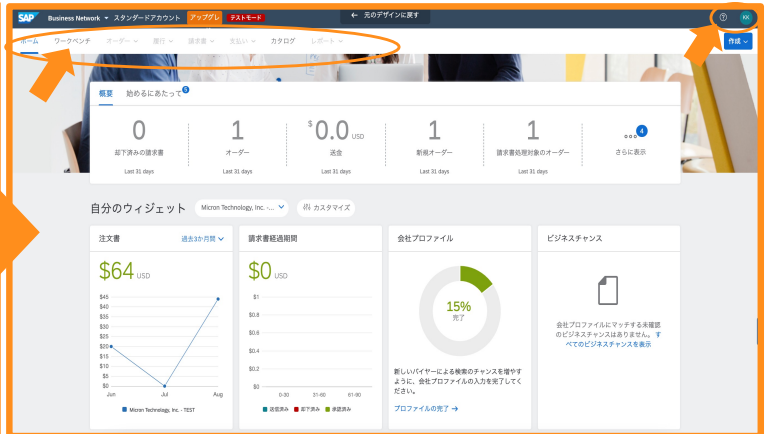 SAP Business Network スタンダードアカウント アップグレ テストモード ← 元のデザインに戻す ? KK
ホーム ワークベンチ オーダー 履行 請求書 支払い カタログ レポート 作成
概要 始めるにあたって 5
0 1 $0.0 USD 1 1 4
却下済みの請求書 オーダー 送金 新規オーダー 請求書処理対象のオーダー さらに表示
Last 31 days Last 31 days Last 31 days Last 31 days Last 31 days
自分のウィジェット Micron Technology, Inc. -... カスタマイズ
注文書 過去3か月間
$64 USD
$45
$40
$35
$30
$25
$20
$15
$10
$5
$0
Jun Jul Aug
Micron Technology, Inc. - TEST
請求書経過期間
$0 USD
$1
$0.8
$0.6
$0.4
$0.2
$0
0-30 31-60 61-90
送信済み 却下済み 承認済み
会社プロファイル
15%
完了
新しいバイヤーによる検索のチャンスを増やす
ように、会社プロファイルの入力を完了してく
ださい。
プロファイルの完了 →
ビジネスチャンス
会社プロファイルにマッチする未確認
のビジネスチャンスはありません。 す
べてのビジネスチャンスを表示